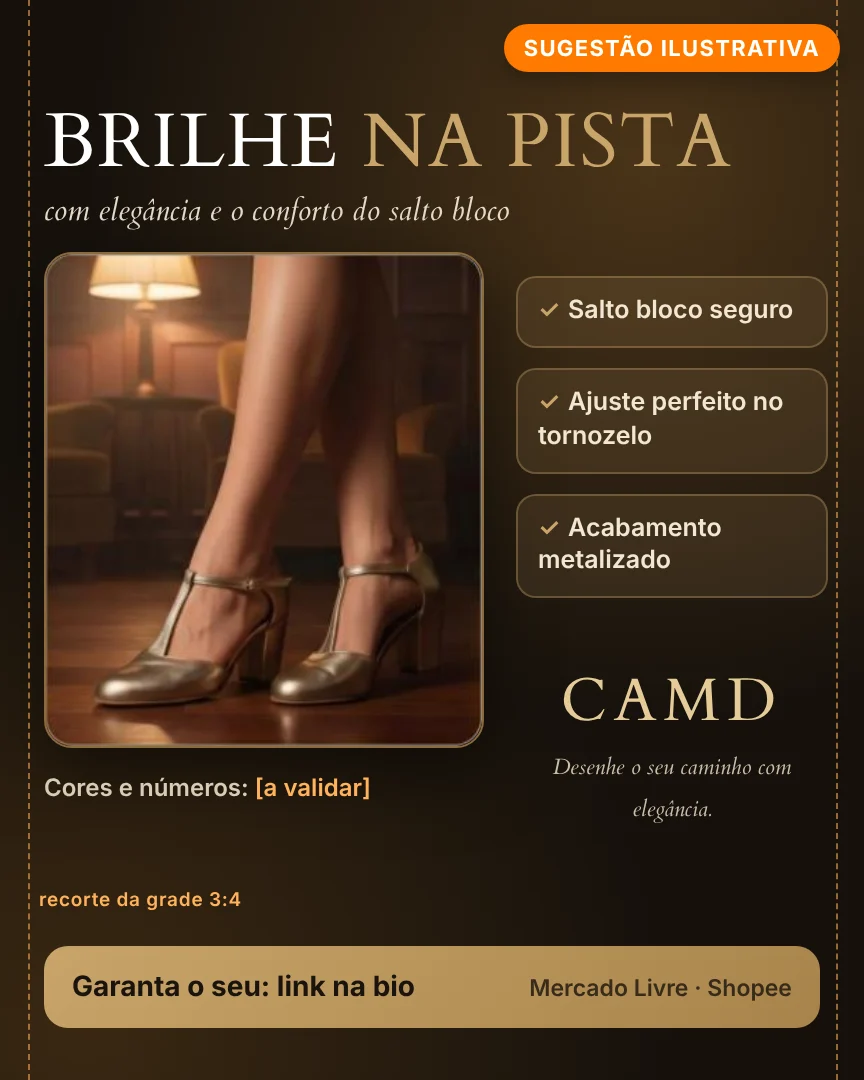 SUGESTÃO ILUSTRATIVA
BRILHE NA PISTA
com elegância e o conforto do salto bloco
✓ Salto bloco seguro
✓ Ajuste perfeito no
tornozelo
✓ Acabamento
metalizado
CAMD
Desenhe o seu caminho com
elegância.
Cores e números: [a validar]
recorte da grade 3:4
Garanta o seu: link na bio
Mercado Livre · Shopee